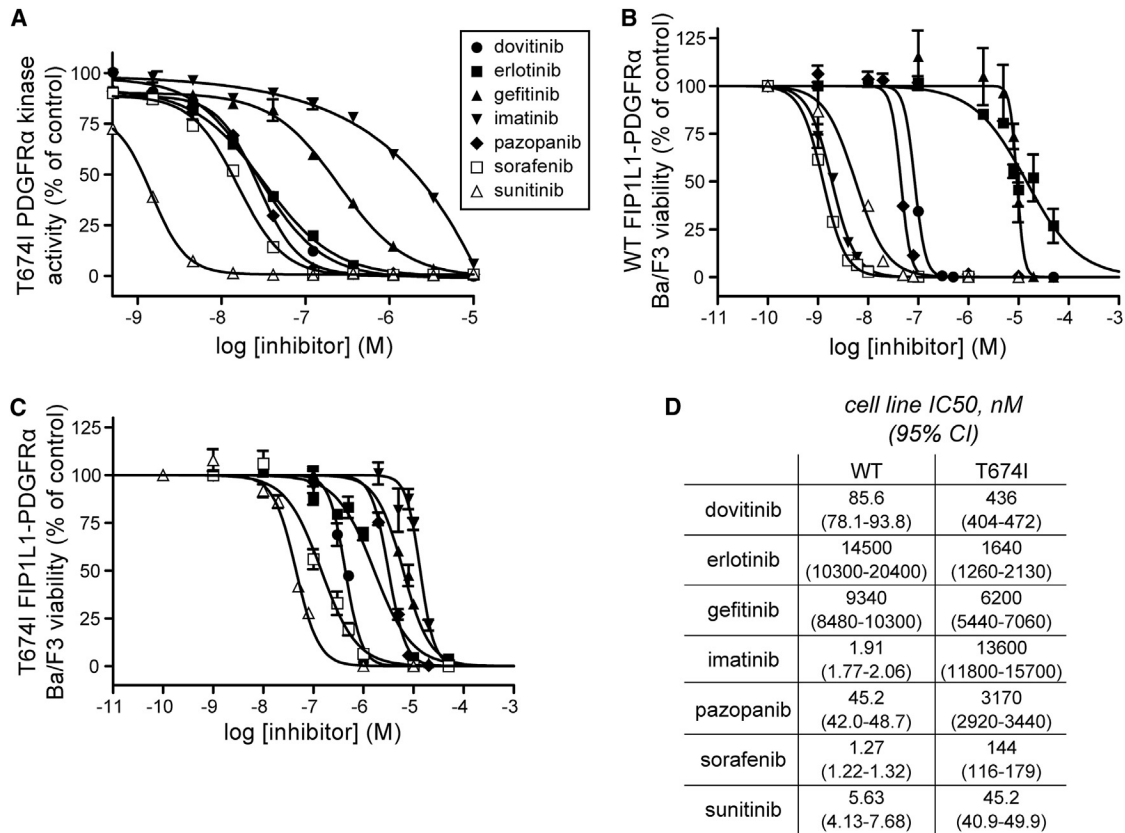 A
T674I PDGFRα kinase
activity (% of control)
100
75
50
25
0
-9
-8
-7
-6
-5
log [inhibitor] (M)
dovitinib
erlotinib
gefitinib
imatinib
pazopanib
sorafenib
sunitinib
B
WT FIP1L1-PDGFRα
Ba/F3 viability (% of control)
125
100
75
50
25
0
-11
-10
-9
-8
-7
-6
-5
-4
-3
log [inhibitor] (M)
C
T674I FIP1L1-PDGFRα
Ba/F3 viability (% of control)
125
100
75
50
25
0
-11
-10
-9
-8
-7
-6
-5
-4
-3
log [inhibitor] (M)
D
cell line IC50, nM
(95% CI)
WT T674I
dovitinib 85.6 436
(78.1-93.8) (404-472)
erlotinib 14500 1640
(10300-20400) (1260-2130)
gefitinib 9340 6200
(8480-10300) (5440-7060)
imatinib 1.91 13600
(1.77-2.06) (11800-15700)
pazopanib 45.2 3170
(42.0-48.7) (2920-3440)
sorafenib 1.27 144
(1.22-1.32) (116-179)
sunitinib 5.63 45.2
(4.13-7.68) (40.9-49.9)